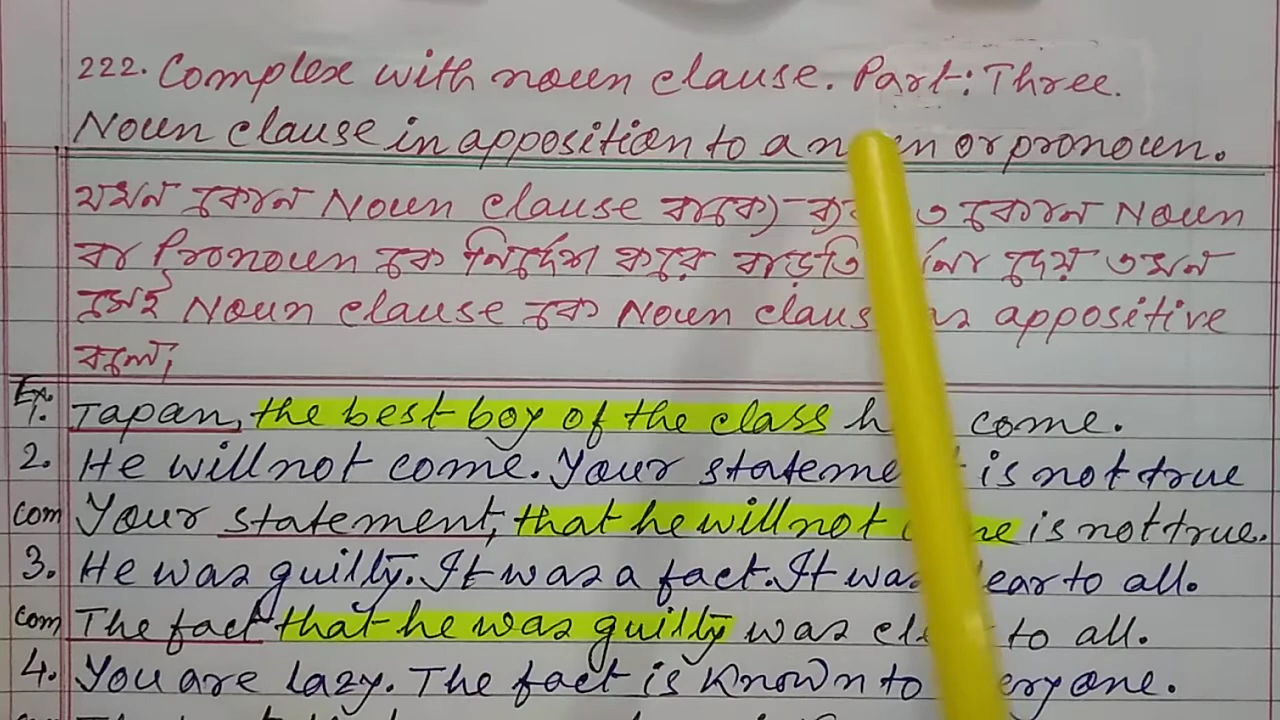 222. Complex with noun clause. Part: Three.
Noun clause in apposition to a or pronoun.
যখন কোন Noun clause বাক্যে কোন Noun
বা Pronoun কে নির্দেশ করে বাড়তি দেয় তখন
সেই Noun clause কে Noun appositive
বলে,
Ex.
1. Tapan, the best boy of the class come.
2. He will not come. Your is not true
com Your statement, that he will not is not true.
3. He was guilty. It was a fact. It to all.
com The fact that he was guilty was to all.
4. You are lazy. The fact is known to